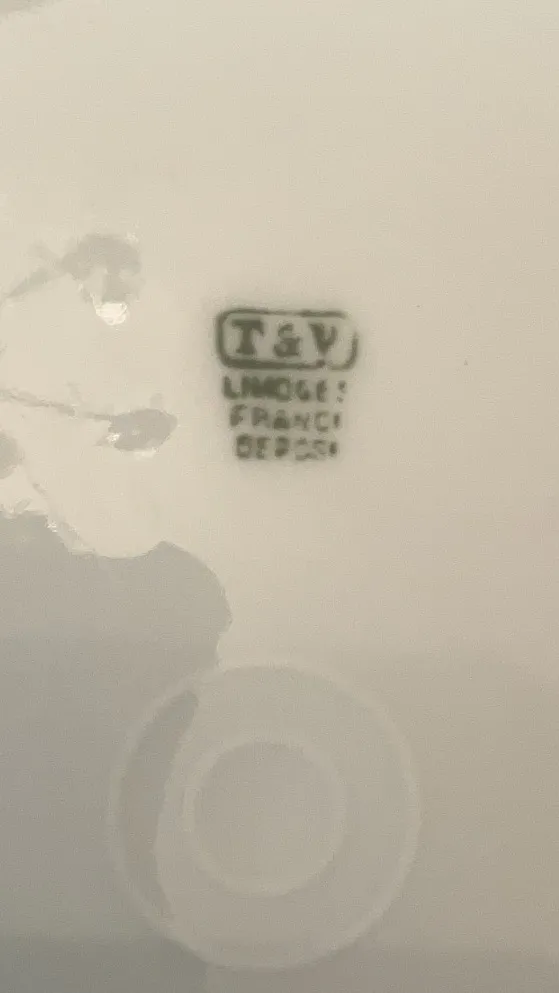 T & V
LIMOGES
FRANCE
DEPOSE